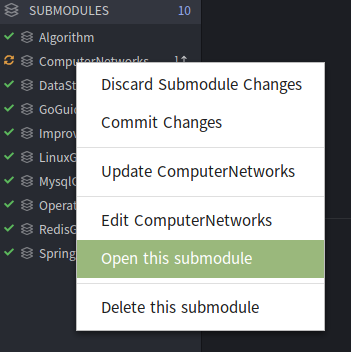 SUBMODULES 10
Algorithm
ComputerNetworks 1
DataSt
GoGuid
Improv
LinuxG
MysqlG
Operat
RedisG
Spring
Discard Submodule Changes
Commit Changes
Update ComputerNetworks
Edit ComputerNetworks
Open this submodule
Delete this submodule